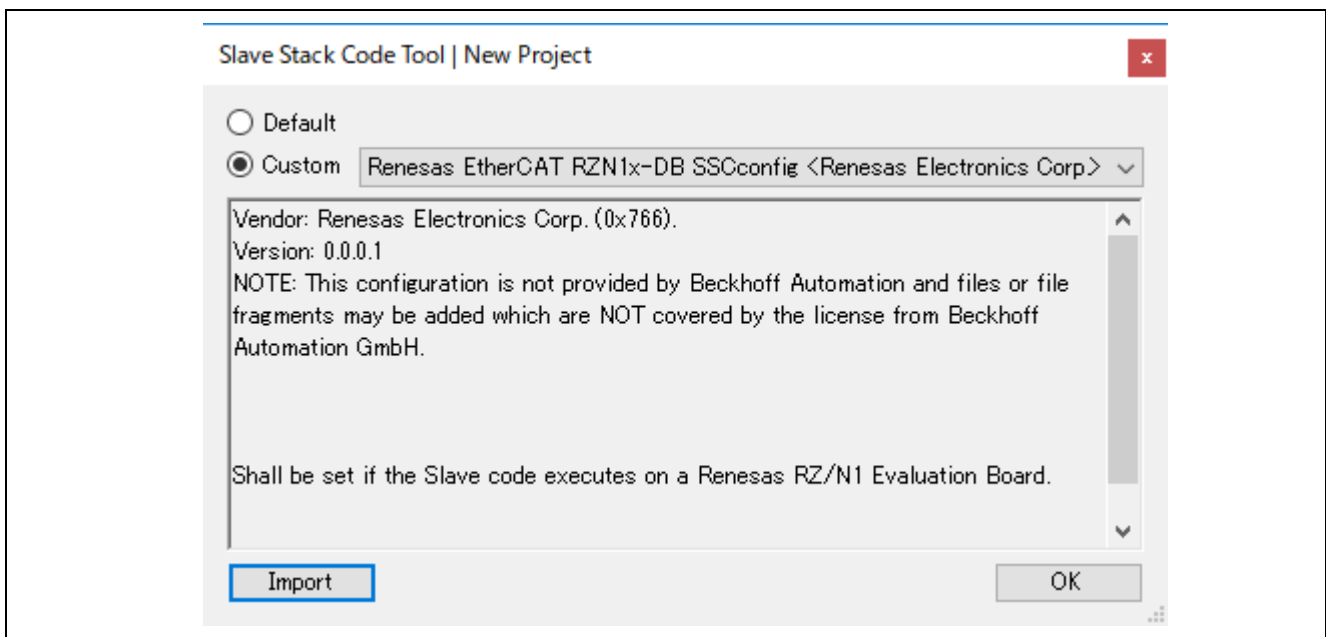 Slave Stack Code Tool | New Project
x
Default
Custom Renesas EtherCAT RZN1x-DB SSCconfig <Renesas Electronics Corp>
Vendor: Renesas Electronics Corp. (0x766).
Version: 0.0.0.1
NOTE: This configuration is not provided by Beckhoff Automation and files or file
fragments may be added which are NOT covered by the license from Beckhoff
Automation GmbH.
Shall be set if the Slave code executes on a Renesas RZ/N1 Evaluation Board.
Import OK